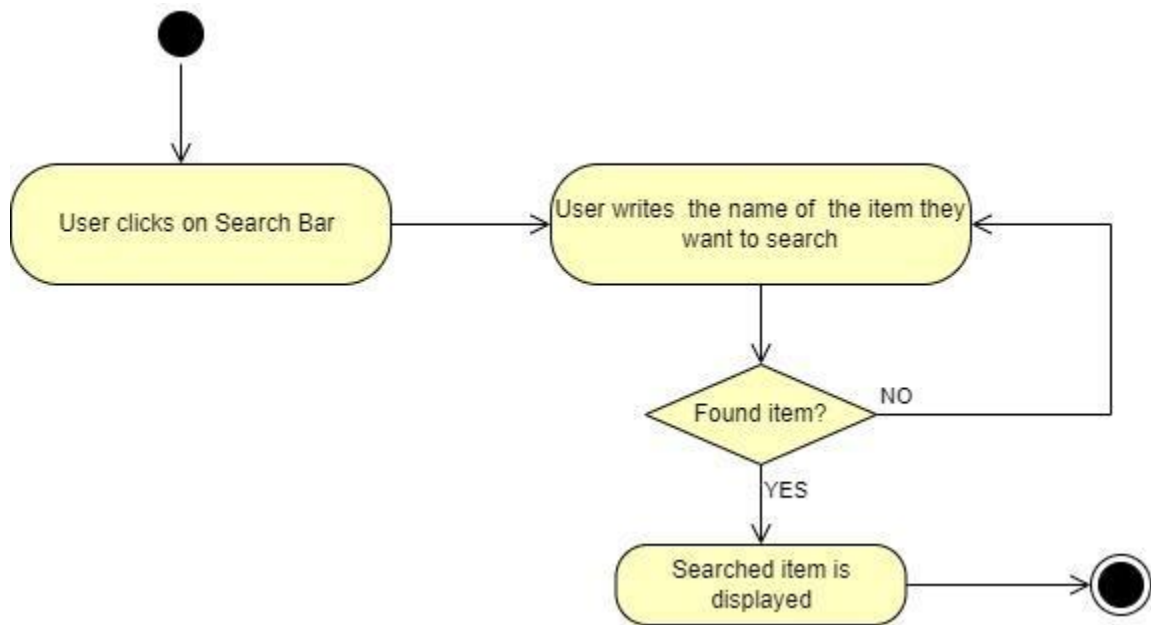 User clicks on Search Bar
User writes  the name of  the item they
want to search
Found item?
NO
YES
Searched item is
displayed